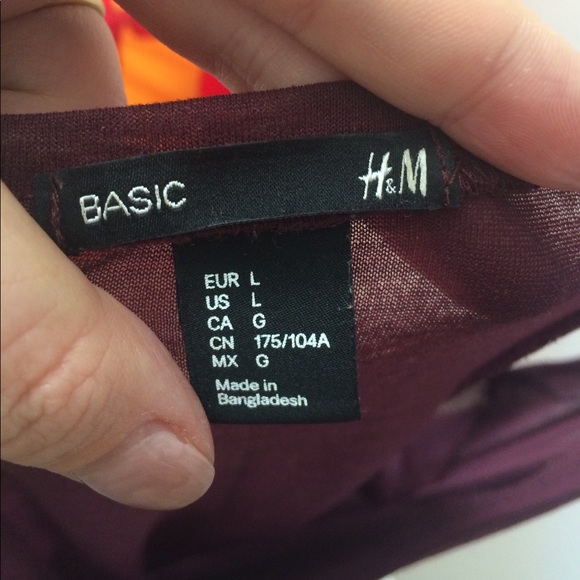 BASIC H&M
EUR L
US L
CA G
CN 175/104A
MX G
Made in
Bangladesh